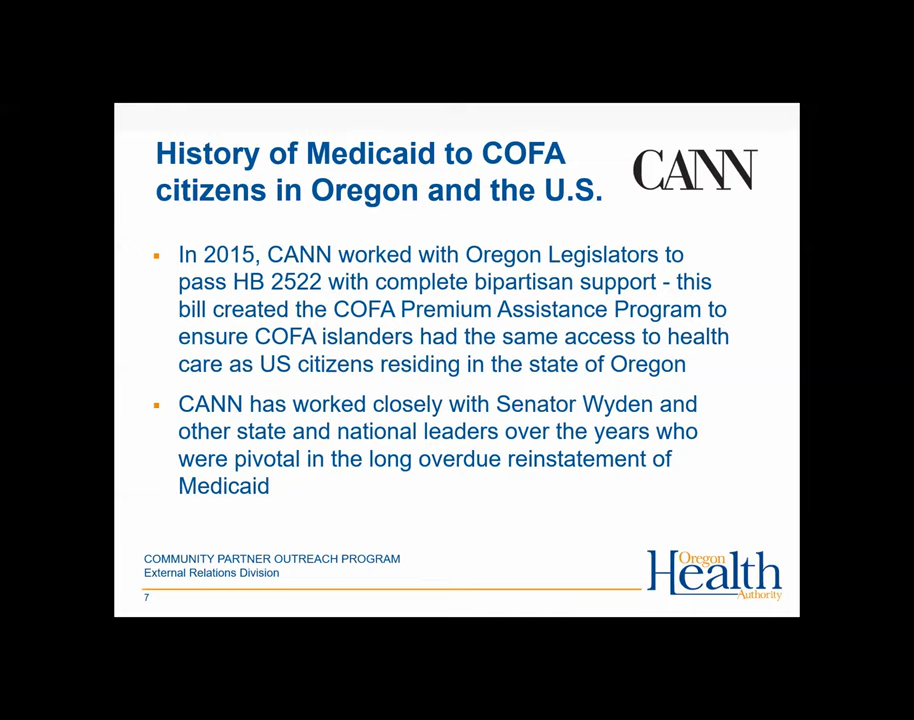 History of Medicaid to COFA
citizens in Oregon and the U.S.
CANN
In 2015, CANN worked with Oregon Legislators to
pass HB 2522 with complete bipartisan support - this
bill created the COFA Premium Assistance Program to
ensure COFA islanders had the same access to health
care as US citizens residing in the state of Oregon
CANN has worked closely with Senator Wyden and
other state and national leaders over the years who
were pivotal in the long overdue reinstatement of
Medicaid
COMMUNITY PARTNER OUTREACH PROGRAM
External Relations Division
7
Oregon
Health
Authority